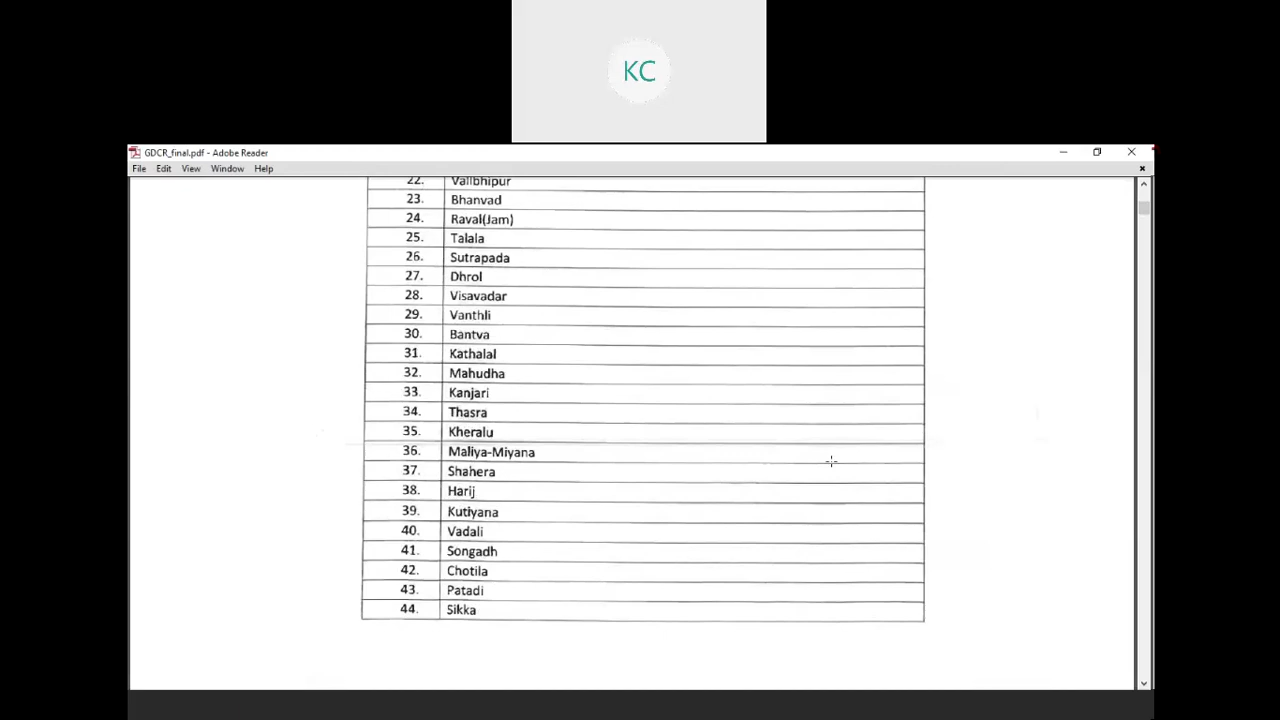 KC
GDCR_final.pdf - Adobe Reader
File Edit View Window Help
22. Vallbhipur
23. Bhanvad
24. Raval(Jam)
25. Talala
26. Sutrapada
27. Dhrol
28. Visavadar
29. Vanthli
30. Bantva
31. Kathalal
32. Mahudha
33. Kanjari
34. Thasra
35. Kheralu
36. Maliya-Miyana
37. Shahera
38. Harij
39. Kutiyana
40. Vadali
41. Songadh
42. Chotila
43. Patadi
44. Sikka